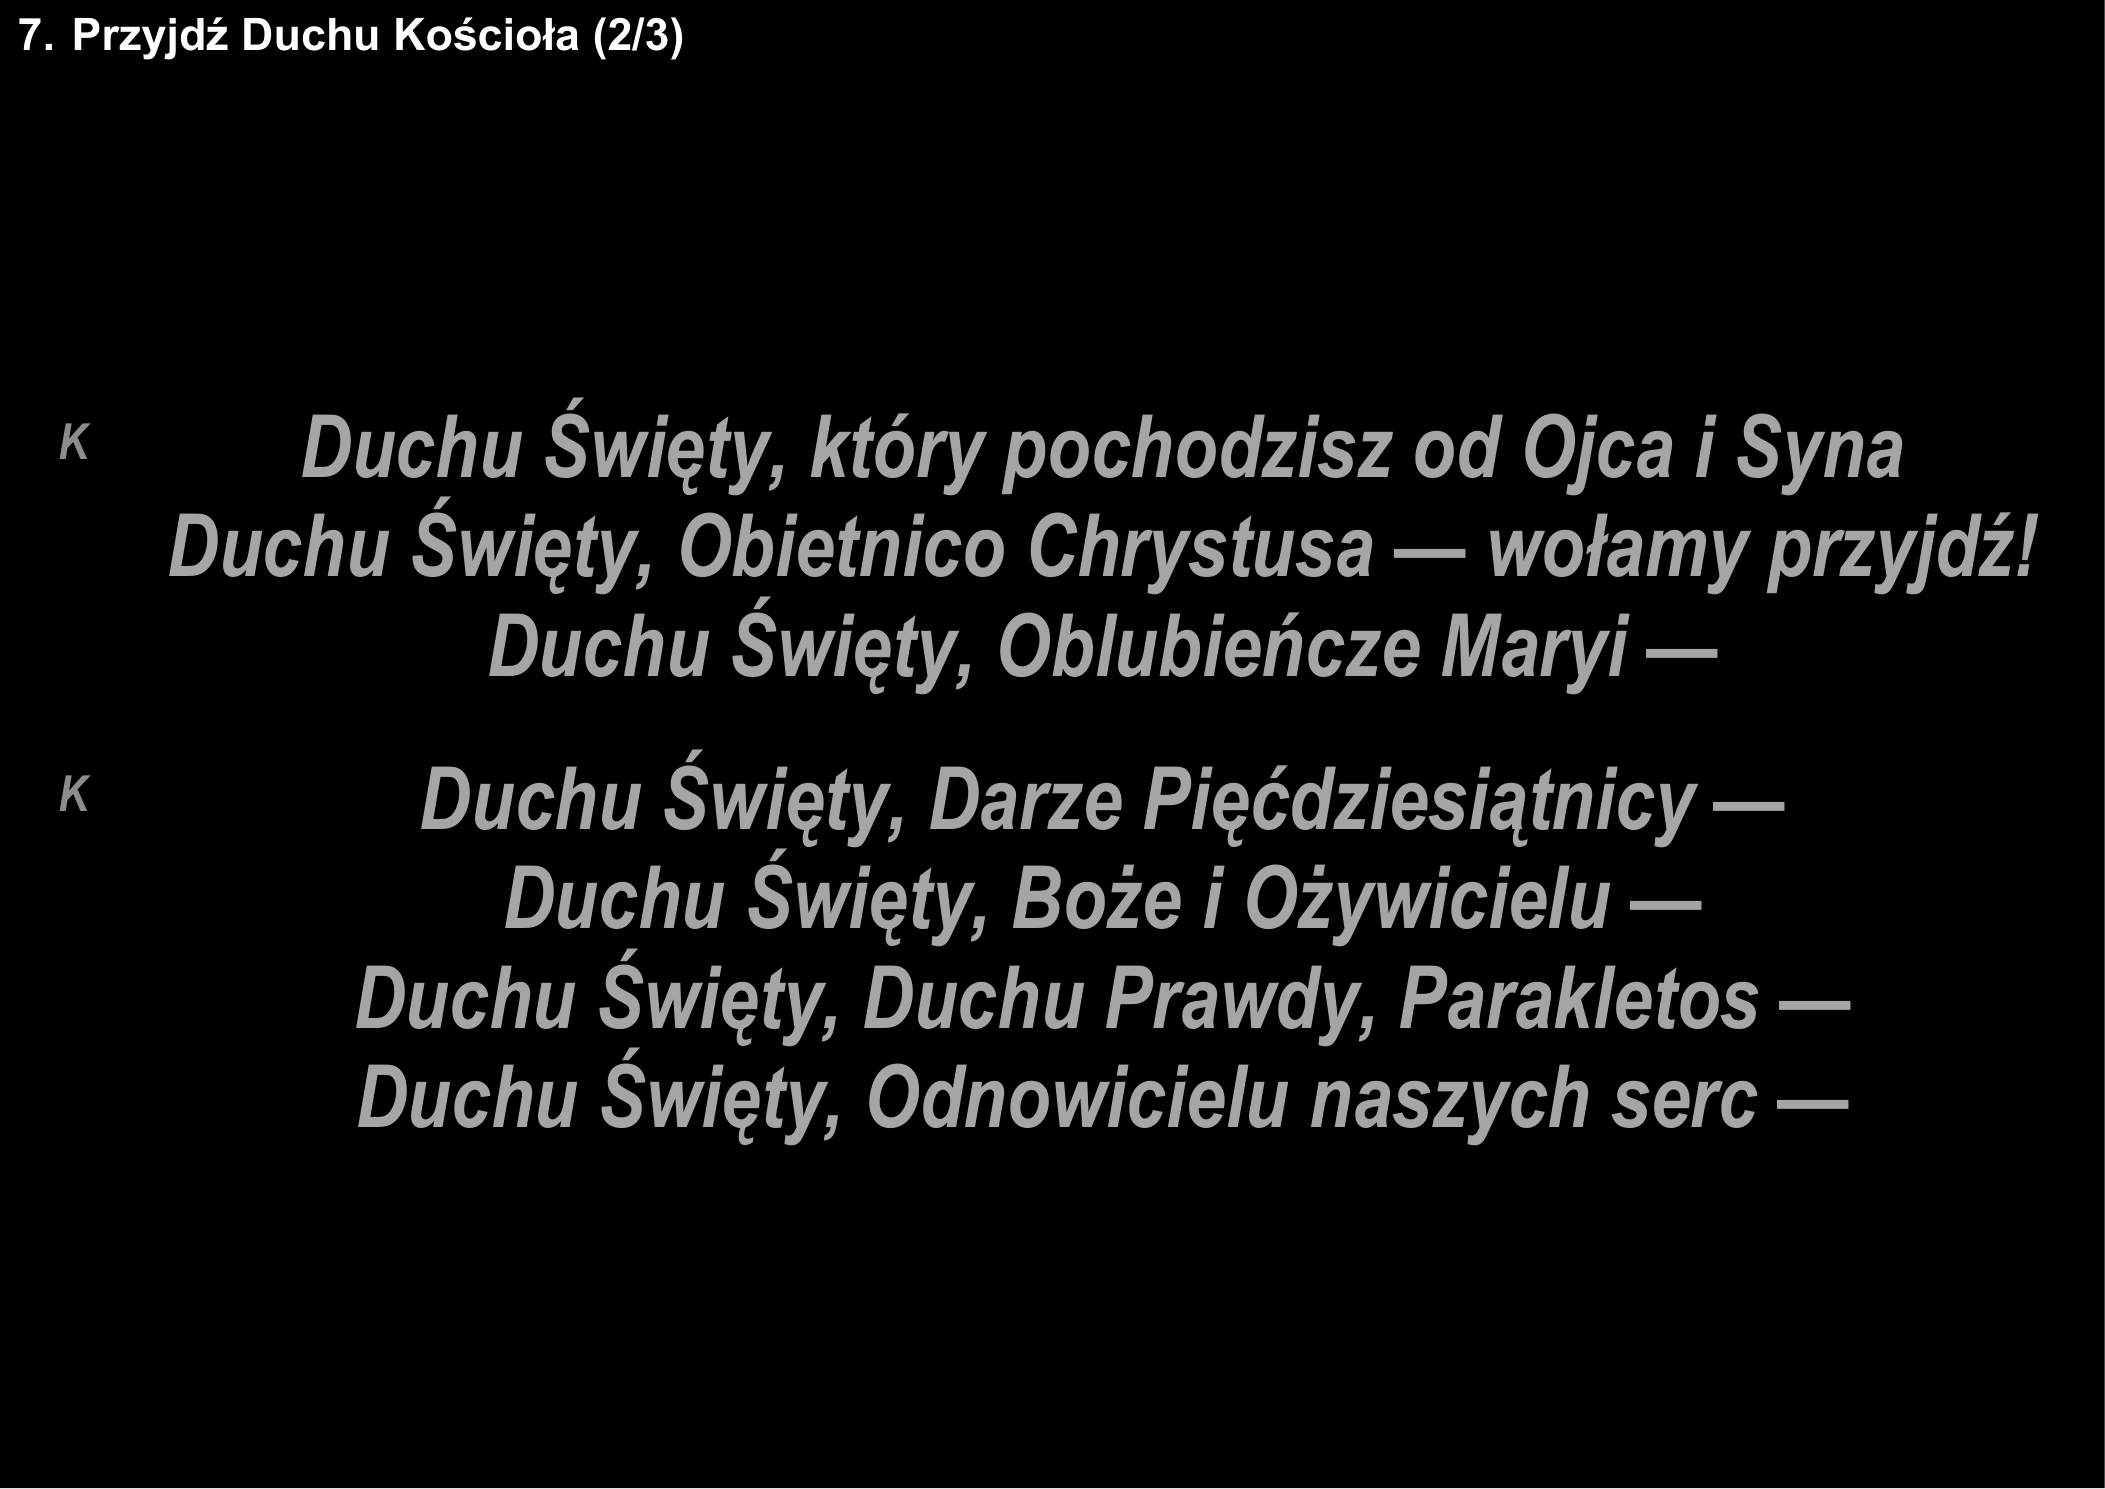 7. Przyjdź Duchu Kościoła (2/3)
K Duchu Święty, który pochodzisz od Ojca i Syna
Duchu Święty, Obietnico Chrystusa — wołamy przyjdź!
Duchu Święty, Oblubieńcze Maryi —
K Duchu Święty, Darze Pięćdziesiątnicy —
Duchu Święty, Boże i Ożywicielu —
Duchu Święty, Duchu Prawdy, Parakletos —
Duchu Święty, Odnowicielu naszych serc —